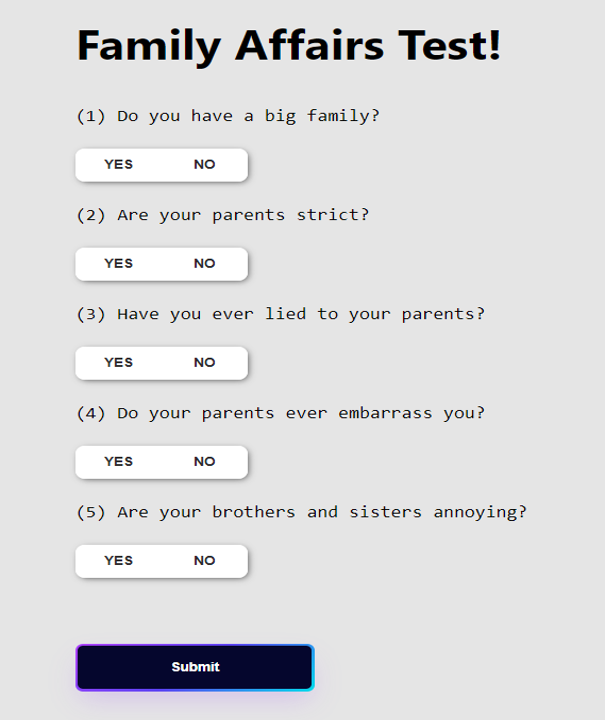 Family Affairs Test!
(1) Do you have a big family?
YES NO
(2) Are your parents strict?
YES NO
(3) Have you ever lied to your parents?
YES NO
(4) Do your parents ever embarrass you?
YES NO
(5) Are your brothers and sisters annoying?
YES NO
Submit